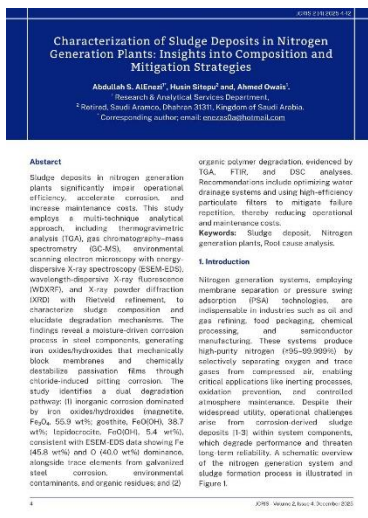 JCRIS 2 (4) 2025 4-12
Characterization of Sludge Deposits in Nitrogen
Generation Plants: Insights into Composition and
Mitigation Strategies
Abdullah S. AlEnezi¹*, Husin Sitepu² and, Ahmed Owais¹.
¹ Research & Analytical Services Department,
² Retired, Saudi Aramco, Dhahran 31311, Kingdom of Saudi Arabia.
* Corresponding author; email: enezas0a@hotmail.com
Abstarct
Sludge deposits in nitrogen generation
plants significantly impair operational
efficiency, accelerate corrosion, and
increase maintenance costs. This study
employs a multi-technique analytical
approach, including thermogravimetric
analysis (TGA), gas chromatography–mass
spectrometry (GC-MS), environmental
scanning electron microscopy with energy-
dispersive X-ray spectroscopy (ESEM-EDS),
wavelength-dispersive X-ray fluorescence
(WDXRF), and X-ray powder diffraction
(XRD) with Rietveld refinement, to
characterize sludge composition and
elucidate degradation mechanisms. The
findings reveal a moisture-driven corrosion
process in steel components, generating
iron oxides/hydroxides that mechanically
block membranes and chemically
destabilize passivation films through
chloride-induced pitting corrosion. The
study identifies a dual degradation
pathway: (1) inorganic corrosion dominated
by iron oxides/hydroxides (magnetite,
Fe₃O₄, 55.9 wt%; goethite, FeO(OH), 38.7
wt%; lepidocrocite, FeO(OH), 5.4 wt%),
consistent with ESEM-EDS data showing Fe
(45.8 wt%) and O (40.0 wt%) dominance,
alongside trace elements from galvanized
steel corrosion, environmental
contaminants, and organic residues; and (2)
organic polymer degradation, evidenced by
TGA, FTIR, and DSC analyses.
Recommendations include optimizing water
drainage systems and using high-efficiency
particulate filters to mitigate failure
repetition, thereby reducing operational
and maintenance costs.
Keywords: Sludge deposit, Nitrogen
generation plants, Root cause analysis.
1. Introduction
Nitrogen generation systems, employing
membrane separation or pressure swing
adsorption (PSA) technologies, are
indispensable in industries such as oil and
gas refining, food packaging, chemical
processing, and semiconductor
manufacturing. These systems produce
high-purity nitrogen (≥95–99.999%) by
selectively separating oxygen and trace
gases from compressed air, enabling
critical applications like inerting processes,
oxidation prevention, and controlled
atmosphere maintenance. Despite their
widespread utility, operational challenges
arise from corrosion-derived sludge
deposits [1-3] within system components,
which degrade performance and threaten
long-term reliability. A schematic overview
of the nitrogen generation system and
sludge formation process is illustrated in
Figure 1.
4
JCRIS - Volume 2, Issue 4, December 2025